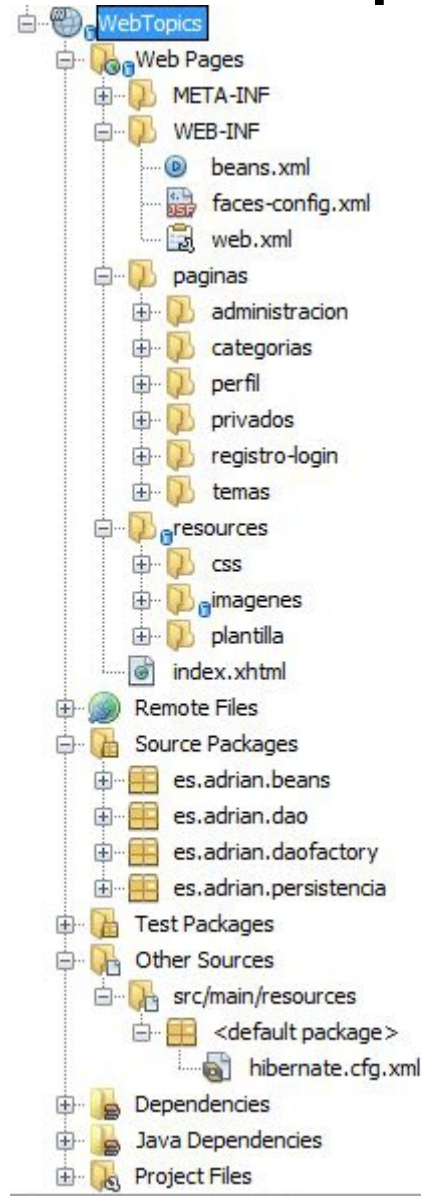 WebTopics
Web Pages
META-INF
WEB-INF
beans.xml
faces-config.xml
web.xml
paginas
administracion
categorias
perfil
privados
registro-login
temas
resources
css
imagenes
plantilla
index.xhtml
Remote Files
Source Packages
es.adrian.beans
es.adrian.dao
es.adrian.daofactory
es.adrian.persistencia
Test Packages
Other Sources
src/main/resources
<default package>
hibernate.cfg.xml
Dependencies
Java Dependencies
Project Files